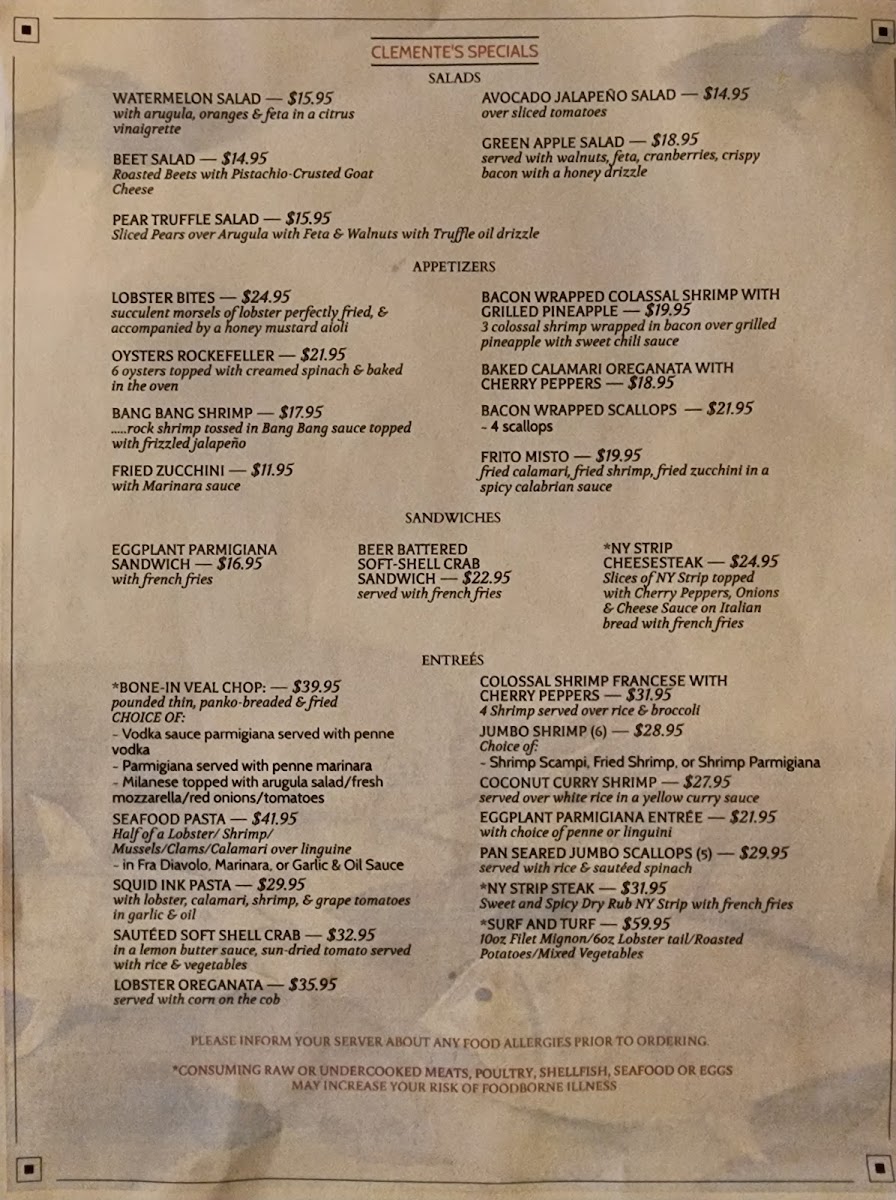 CLEMENTE'S SPECIALS
SALADS
WATERMELON SALAD — $15.95
with arugula, oranges & feta in a citrus
vinaigrette
BEET SALAD — $14.95
Roasted Beets with Pistachio-Crusted Goat
Cheese
AVOCADO JALAPEÑO SALAD — $14.95
over sliced tomatoes
GREEN APPLE SALAD — $18.95
served with walnuts, feta, cranberries, crispy
bacon with a honey drizzle
PEAR TRUFFLE SALAD — $15.95
Sliced Pears over Arugula with Feta & Walnuts with Truffle oil drizzle
APPETIZERS
LOBSTER BITES — $24.95
succulent morsels of lobster perfectly fried, &
accompanied by a honey mustard aioli
OYSTERS ROCKEFELLER — $21.95
6 oysters topped with creamed spinach & baked
in the oven
BANG BANG SHRIMP — $17.95
.....rock shrimp tossed in Bang Bang sauce topped
with frizzled jalapeño
FRIED ZUCCHINI — $11.95
with Marinara sauce
BACON WRAPPED COLASSAL SHRIMP WITH
GRILLED PINEAPPLE — $19.95
3 colossal shrimp wrapped in bacon over grilled
pineapple with sweet chili sauce
BAKED CALAMARI OREGANATA WITH
CHERRY PEPPERS — $18.95
BACON WRAPPED SCALLOPS — $21.95
- 4 scallops
FRITO MISTO — $19.95
fried calamari, fried shrimp, fried zucchini in a
spicy calabrian sauce
SANDWICHES
EGGPLANT PARMIGIANA
SANDWICH — $16.95
with french fries
BEER BATTERED
SOFT-SHELL CRAB
SANDWICH — $22.95
served with french fries
*NY STRIP
CHEESESTEAK — $24.95
Slices of NY Strip topped
with Cherry Peppers, Onions
& Cheese Sauce on Italian
bread with french fries
ENTREÉS
*BONE-IN VEAL CHOP: — $39.95
pounded thin, panko-breaded & fried
CHOICE OF:
- Vodka sauce parmigiana served with penne
vodka
- Parmigiana served with penne marinara
- Milanese topped with arugula salad/fresh
mozzarella/red onions/tomatoes
SEAFOOD PASTA — $41.95
Half of a Lobster/ Shrimp/
Mussels/Clams/Calamari over linguine
- in Fra Diavolo, Marinara, or Garlic & Oil Sauce
SQUID INK PASTA — $29.95
with lobster, calamari, shrimp, & grape tomatoes
in garlic & oil
SAUTÉED SOFT SHELL CRAB — $32.95
in a lemon butter sauce, sun-dried tomato served
with rice & vegetables
LOBSTER OREGANATA — $35.95
served with corn on the cob
COLOSSAL SHRIMP FRANCESE WITH
CHERRY PEPPERS — $31.95
4 Shrimp served over rice & broccoli
JUMBO SHRIMP (6) — $28.95
Choice of:
- Shrimp Scampi, Fried Shrimp, or Shrimp Parmigiana
COCONUT CURRY SHRIMP — $27.95
served over white rice in a yellow curry sauce
EGGPLANT PARMIGIANA ENTRÉE — $21.95
with choice of penne or linguini
PAN SEARED JUMBO SCALLOPS (5) — $29.95
served with rice & sautéed spinach
*NY STRIP STEAK — $31.95
Sweet and Spicy Dry Rub NY Strip with french fries
*SURF AND TURF — $59.95
10oz Filet Mignon/6oz Lobster tail/Roasted
Potatoes/Mixed Vegetables
PLEASE INFORM YOUR SERVER ABOUT ANY FOOD ALLERGIES PRIOR TO ORDERING.
*CONSUMING RAW OR UNDERCOOKED MEATS, POULTRY, SHELLFISH, SEAFOOD OR EGGS
MAY INCREASE YOUR RISK OF FOODBORNE ILLNESS